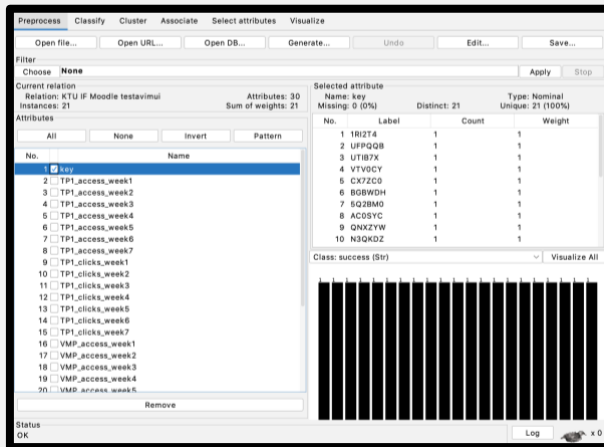 Preprocess Classify Cluster Associate Select attributes Visualize
Open file... Open URL... Open DB... Generate... Undo Edit... Save...
Filter
Choose None Apply Stop
Current relation
Relation: KTU IF Moodle testavimui Attributes: 30
Instances: 21 Sum of weights: 21
Attributes
All None Invert Pattern
No. Name
1 key
2 TP1_access_week1
3 TP1_access_week2
4 TP1_access_week3
5 TP1_access_week4
6 TP1_access_week5
7 TP1_access_week6
8 TP1_access_week7
9 TP1_clicks_week1
10 TP1_clicks_week2
11 TP1_clicks_week3
12 TP1_clicks_week4
13 TP1_clicks_week5
14 TP1_clicks_week6
15 TP1_clicks_week7
16 VMP_access_week1
17 VMP_access_week2
18 VMP_access_week3
19 VMP_access_week4
20 VMP_access_week5
Remove
Selected attribute
Name: key Type: Nominal
Missing: 0 (0%) Distinct: 21 Unique: 21 (100%)
No. Label Count Weight
1 1RI2T4 1 1
2 UFPQQB 1 1
3 UTIB7X 1 1
4 VTV0CY 1 1
5 CX7ZC0 1 1
6 BGBWDH 1 1
7 5Q2BM0 1 1
8 AC0SYC 1 1
9 QNXZYW 1 1
10 N3QKDZ 1 1
Class: success (Str) Visualize All
Status
OK Log x 0